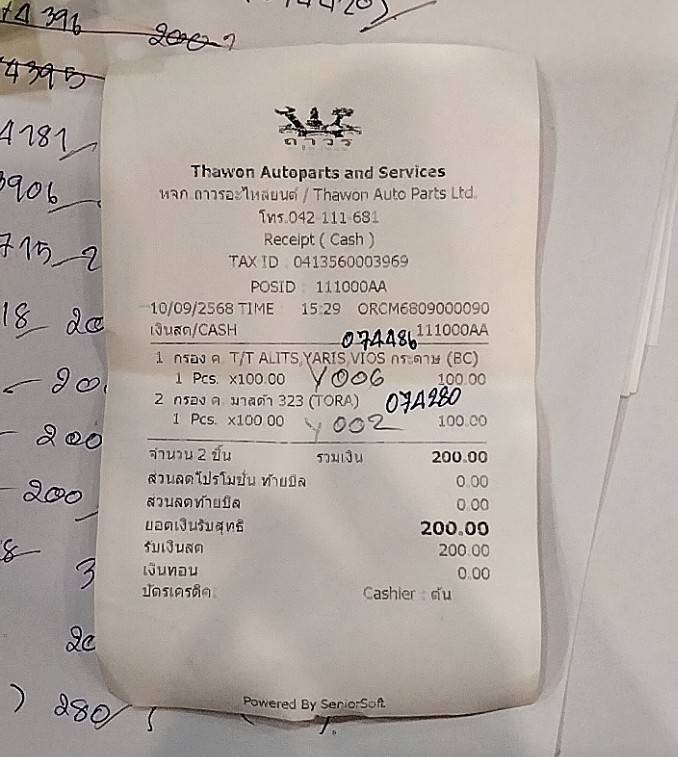 ถาวร
Thawon Autoparts and Services
หจก.ถาวรอะไหล่ยนต์ / Thawon Auto Parts Ltd.
โทร.042-111-681
Receipt ( Cash )
TAX ID : 0413560003969
POSID : 111000AA
10/09/2568 TIME : 15:29 ORCM6809000090
เงินสด/CASH 111000AA
074486
1 กรอง ค. T/T ALITS,YARIS,VIOS กระดาษ (BC)
1 Pcs. x100.00 Y006 100.00
2 กรอง ค. มาสด้า 323 (TORA) 074280
1 Pcs. x100.00 Y002 100.00
จำนวน 2 ชิ้น รวมเงิน 200.00
ส่วนลดโปรโมชั่น ท้ายบิล 0.00
ส่วนลดท้ายบิล 0.00
ยอดเงินรับสุทธิ 200.00
รับเงินสด 200.00
เงินทอน 0.00
บัตรเครดิต Cashier : ต้น
Powered By SeniorSoft
396
4395
4781
906
715
18
200
200
280